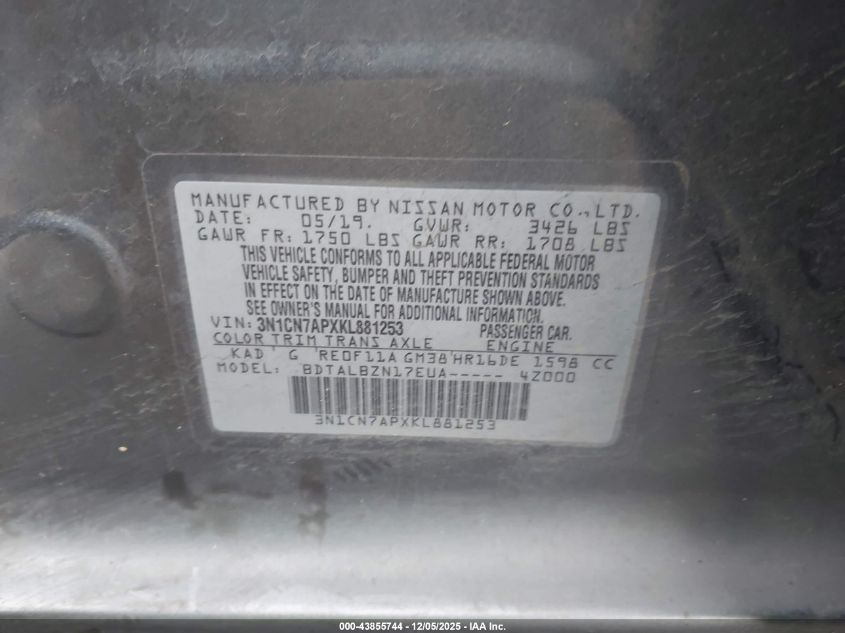 MANUFACTURED BY NISSAN MOTOR CO., LTD.
DATE: 05/19. GVWR: 3426 LBS
GAWR FR: 1750 LBS GAWR RR: 1708 LBS
THIS VEHICLE CONFORMS TO ALL APPLICABLE FEDERAL MOTOR
VEHICLE SAFETY, BUMPER AND THEFT PREVENTION STANDARDS
IN EFFECT ON THE DATE OF MANUFACTURE SHOWN ABOVE.
SEE OWNER'S MANUAL FOR ADDITIONAL INFORMATION.
VIN: 3N1CN7APXKL881253 PASSENGER CAR.
COLOR TRIM TRANS AXLE ENGINE
KAD G RE0F11A GM38 HR16DE 1598 CC
MODEL: BDTALBZN17EUA----- 4Z000
3N1CN7APXKL881253
000-43855744 - 12/05/2025 - IAA Inc.